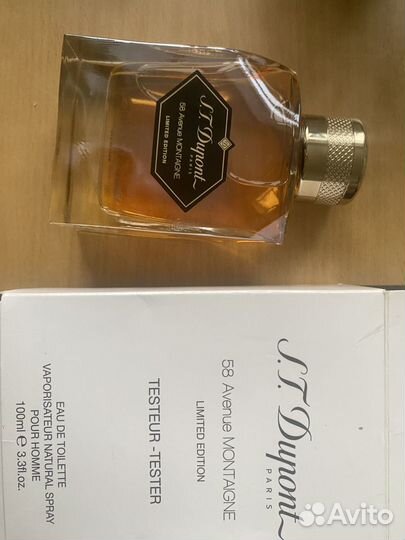 S.T. Dupont
PARIS
58 Avenue MONTAIGNE
LIMITED EDITION
S.T. Dupont
PARIS
58 Avenue MONTAIGNE
LIMITED EDITION
TESTEUR-TESTER
EAU DE TOILETTE
VAPORISATEUR NATURAL SPRAY
POUR HOMME
100ml e 3.3fl.oz.
Avito